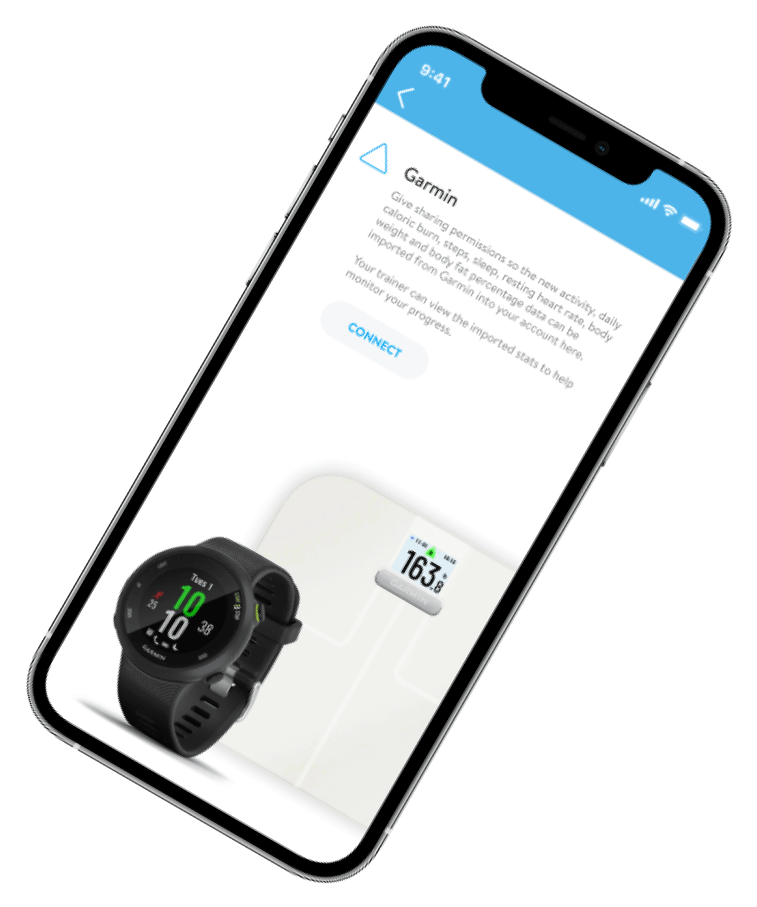 9:41
Garmin
Give sharing permissions so the new activity, daily
caloric burn, steps, sleep, resting heart rate, body
weight and body fat percentage data can be
imported from Garmin into your account here.
Your trainer can view the imported stats to help
monitor your progress.
CONNECT
163.8
Tues 1
10
25
10
38
GARMIN